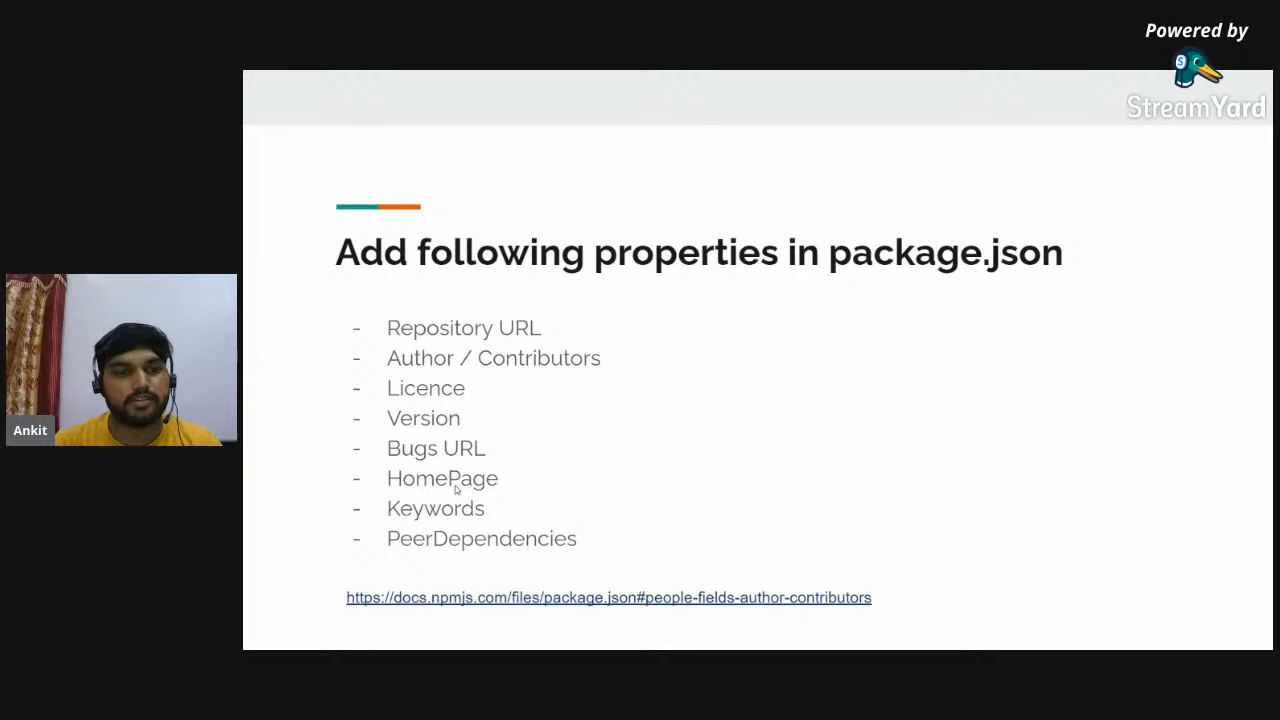 Powered by
StreamYard
Add following properties in package.json
- Repository URL
- Author / Contributors
- Licence
- Version
- Bugs URL
- HomePage
- Keywords
- PeerDependencies
https://docs.npmjs.com/files/package.json#people-fields-author-contributors
Ankit